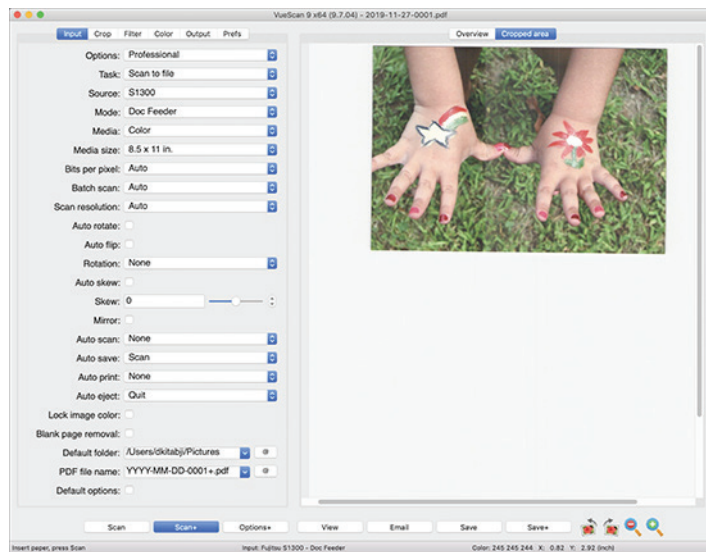 VueScan 9 x64 (9.7.04) - 2019-11-27-0001.pdf
Input Crop Filter Color Output Prefs
Overview Cropped area
Options: Professional
Task: Scan to file
Source: S1300
Mode: Doc Feeder
Media: Color
Media size: 8.5 x 11 in.
Bits per pixel: Auto
Batch scan: Auto
Scan resolution: Auto
Auto rotate:
Auto flip:
Rotation: None
Auto skew:
Skew: 0
Mirror:
Auto scan: None
Auto save: Scan
Auto print: None
Auto eject: Quit
Lock image color:
Blank page removal:
Default folder: /Users/dkitabji/Pictures @
PDF file name: YYYY-MM-DD-0001+.pdf @
Default options:
Scan Scan+ Options+ View Email Save Save+
Insert paper, press Scan Input: Fujitsu S1300 - Doc Feeder Color: 245 245 244 X: 0.82 Y: 2.92 (inch)